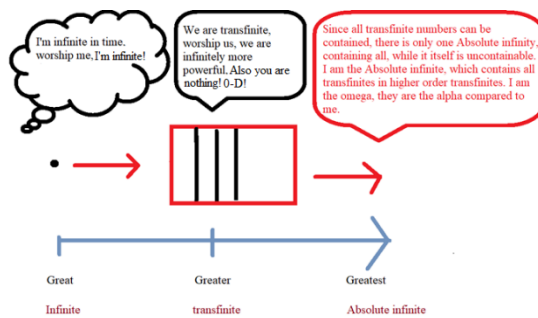 I'm infinite in time.
worship me, I'm infinite!
We are transfinite,
worship us, we are
infinitely more
powerful. Also you are
nothing! 0-D!
Since all transfinite numbers can be
contained, there is only one Absolute infinity,
containing all, while it itself is uncontainable.
I am the Absolute infinite, which contains all
transfinites in higher order transfinites. I am
the omega, they are the alpha compared to
me.
Great
Greater
Greatest
Infinite
transfinite
Absolute infinite